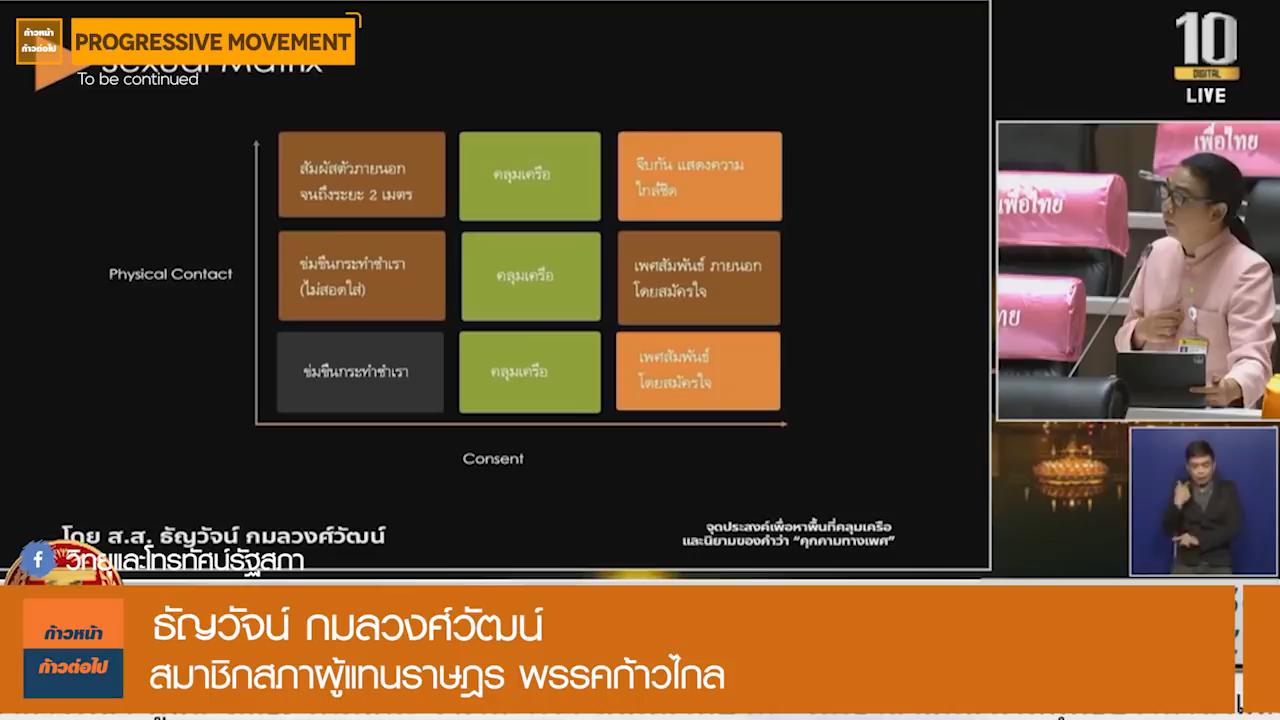 ก้าวหน้า
ก้าวต่อไป
PROGRESSIVE MOVEMENT
Sexual Matrix
To be continued
10
DIGITAL
LIVE
สัมผัสตัวภายนอก
จนถึงระยะ 2 เมตร
คลุมเครือ
จีบกัน แสดงความ
ใกล้ชิด
ข่มขืนกระทำชำเรา
(ไม่สอดใส่)
คลุมเครือ
เพศสัมพันธ์ ภายนอก
โดยสมัครใจ
ข่มขืนกระทำชำเรา
คลุมเครือ
เพศสัมพันธ์
โดยสมัครใจ
Physical Contact
Consent
โดย ส.ส. ธัญวัจน์ กมลวงศ์วัฒน์
จุดประสงค์เพื่อหาพื้นที่คลุมเครือ
และนิยามของคำว่า "คุกคามทางเพศ"
วิทยุและโทรทัศน์รัฐสภา
เพื่อไทย
เพื่อไทย
ก้าวหน้า
ก้าวต่อไป
ธัญวัจน์ กมลวงศ์วัฒน์
สมาชิกสภาผู้แทนราษฎร พรรคก้าวไกล